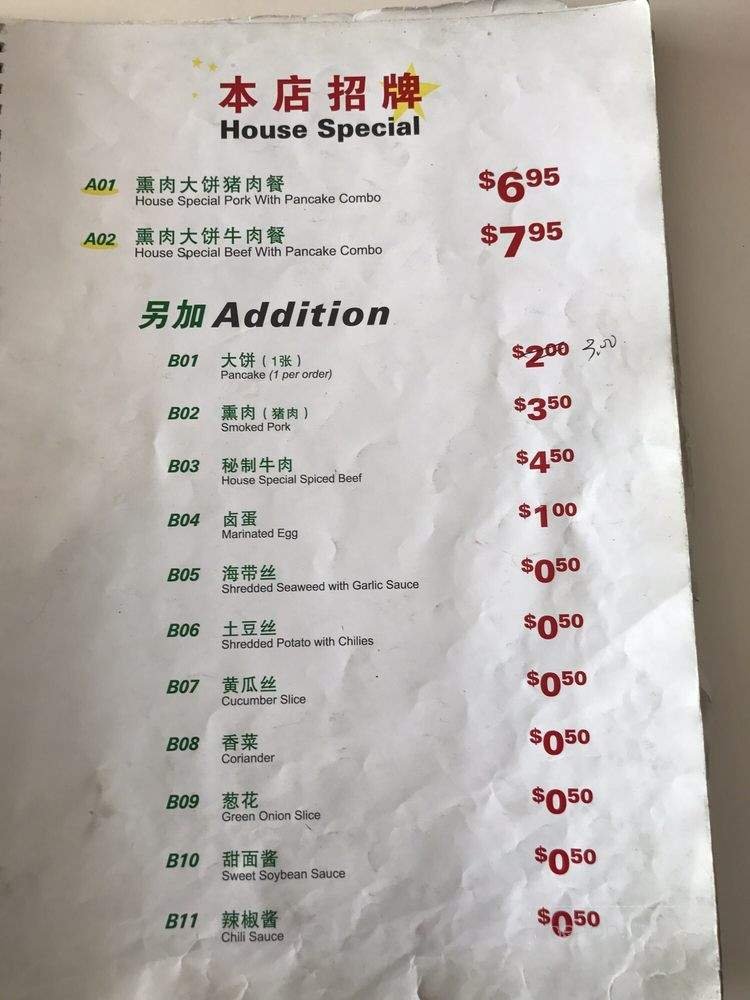 本店招牌
House Special
A01 熏肉大饼猪肉餐 $6.95
House Special Pork With Pancake Combo
A02 熏肉大饼牛肉餐 $7.95
House Special Beef With Pancake Combo
另加 Addition
B01 大饼 (1张) $2.00 3.00
Pancake (1 per order)
B02 熏肉 (猪肉) $3.50
Smoked Pork
B03 秘制牛肉 $4.50
House Special Spiced Beef
B04 卤蛋 $1.00
Marinated Egg
B05 海带丝 $0.50
Shredded Seaweed with Garlic Sauce
B06 土豆丝 $0.50
Shredded Potato with Chilies
B07 黄瓜丝 $0.50
Cucumber Slice
B08 香菜 $0.50
Coriander
B09 葱花 $0.50
Green Onion Slice
B10 甜面酱 $0.50
Sweet Soybean Sauce
B11 辣椒酱 $0.50
Chili Sauce